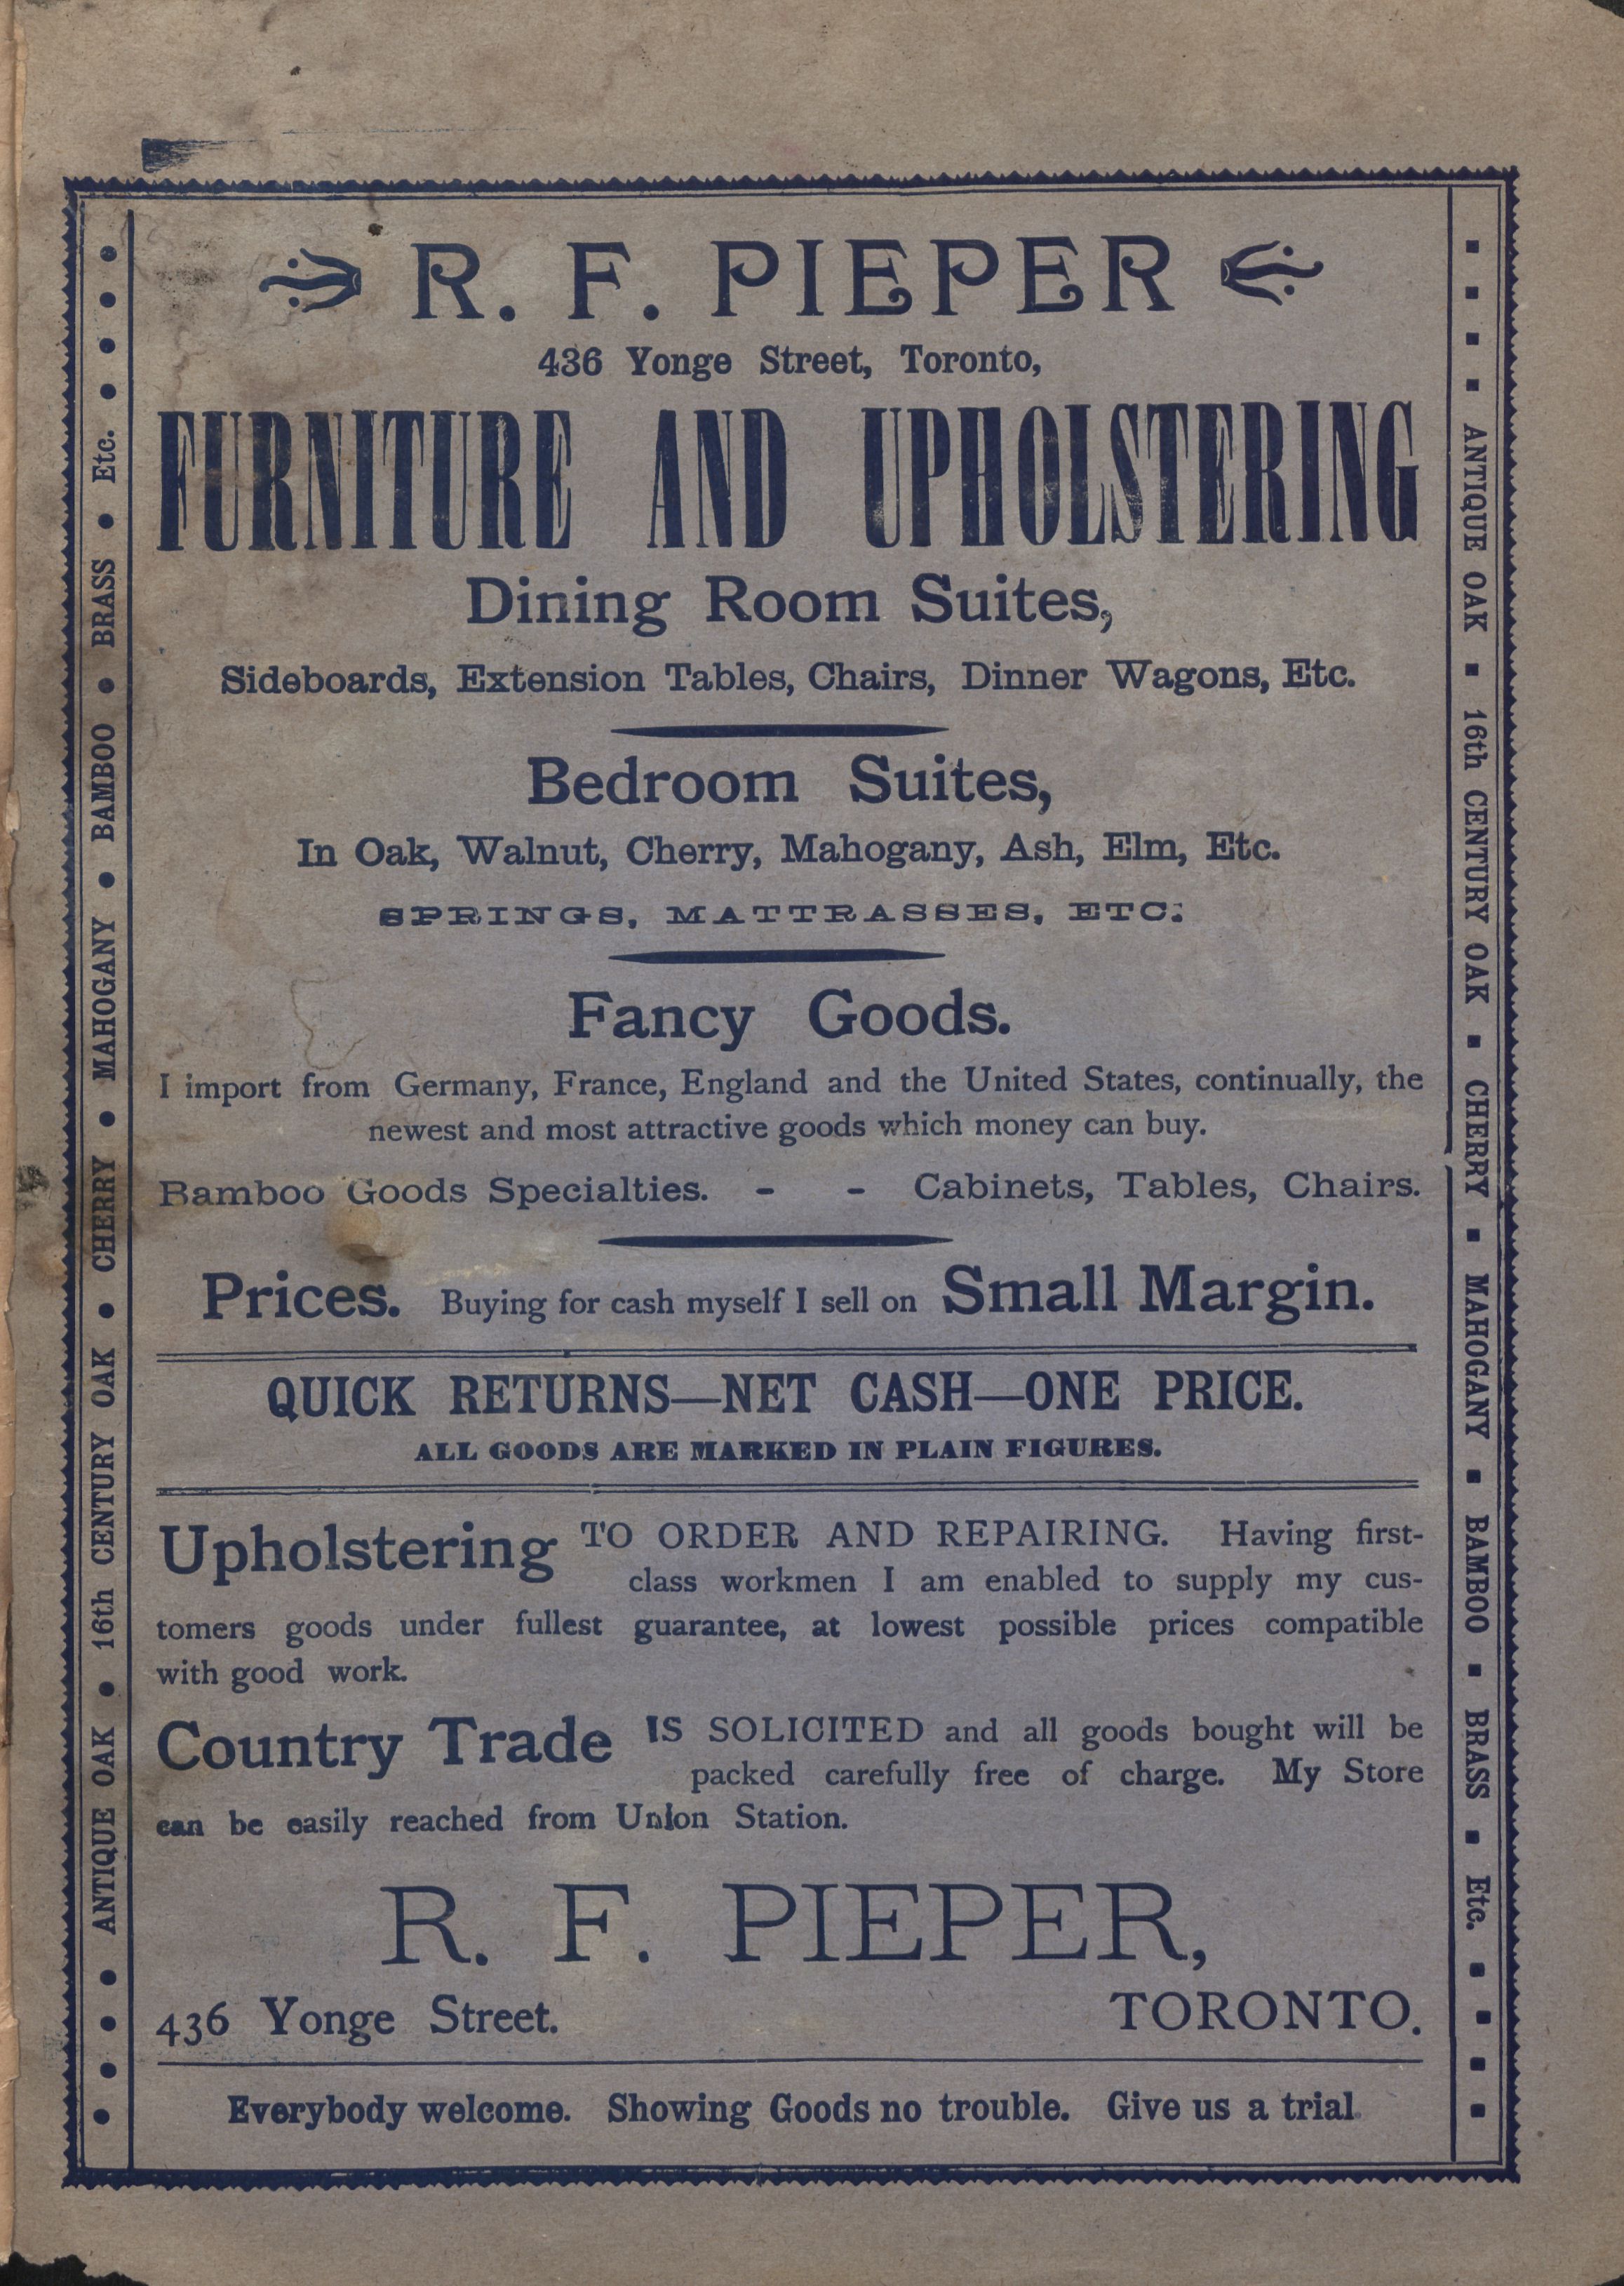 R. F. PIEPER
436 Yonge Street, Toronto,
FURNITURE AND UPHOLSTERING
Dining Room Suites,
Sideboards, Extension Tables, Chairs, Dinner Wagons, Etc.
Bedroom Suites,
In Oak, Walnut, Cherry, Mahogany, Ash, Elm, Etc.
SPRINGS, MATTRASSES, ETC.
Fancy Goods.
I import from Germany, France, England and the United States, continually, the
newest and most attractive goods which money can buy.
Bamboo Goods Specialties. - - Cabinets, Tables, Chairs.
Prices. Buying for cash myself I sell on Small Margin.
QUICK RETURNS—NET CASH—ONE PRICE.
ALL GOODS ARE MARKED IN PLAIN FIGURES.
Upholstering TO ORDER AND REPAIRING. Having first-
class workmen I am enabled to supply my cus-
tomers goods under fullest guarantee, at lowest possible prices compatible
with good work.
Country Trade IS SOLICITED and all goods bought will be
packed carefully free of charge. My Store
can be easily reached from Union Station.
R. F. PIEPER,
436 Yonge Street. TORONTO.
Everybody welcome. Showing Goods no trouble. Give us a trial.
ANTIQUE OAK • 16th CENTURY OAK • CHERRY • MAHOGANY • BAMBOO • BRASS • Etc.
ANTIQUE OAK ▪ 16th CENTURY OAK ▪ CHERRY ▪ MAHOGANY ▪ BAMBOO ▪ BRASS ▪ Etc.